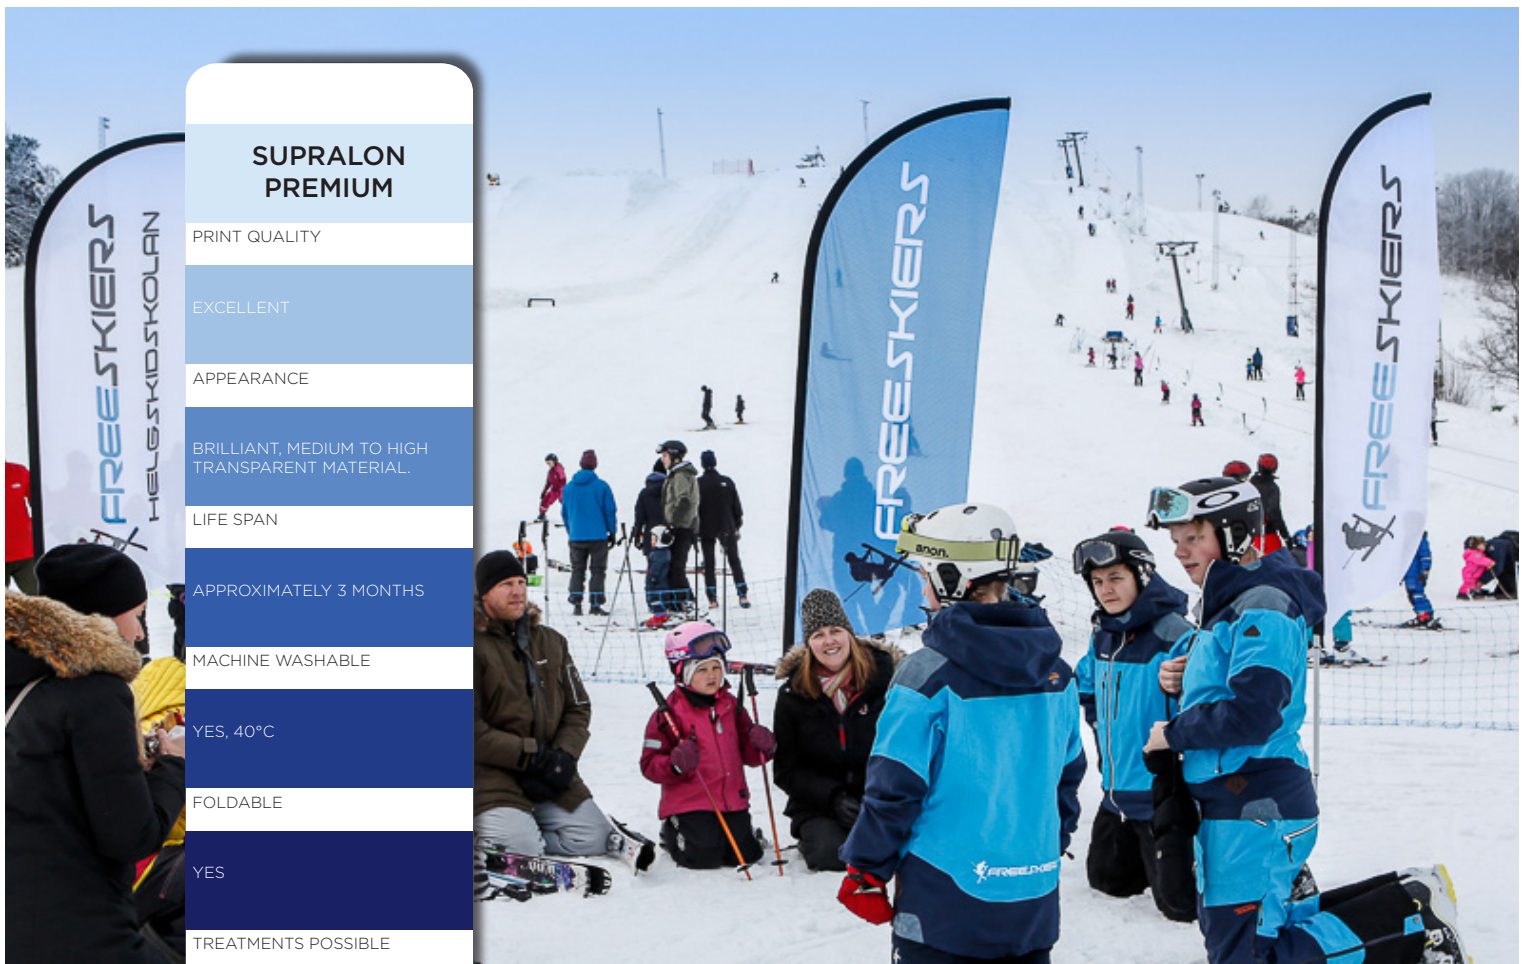 SUPRALON
PREMIUM
PRINT QUALITY
EXCELLENT
APPEARANCE
BRILLIANT, MEDIUM TO HIGH
TRANSPARENT MATERIAL.
LIFE SPAN
APPROXIMATELY 3 MONTHS
MACHINE WASHABLE
YES, 40°C
FOLDABLE
YES
TREATMENTS POSSIBLE
FREESKIERS
HELGSKIDSKOLAN
FREESKIERS
FREESKIERS
anon.
FREESKIERS